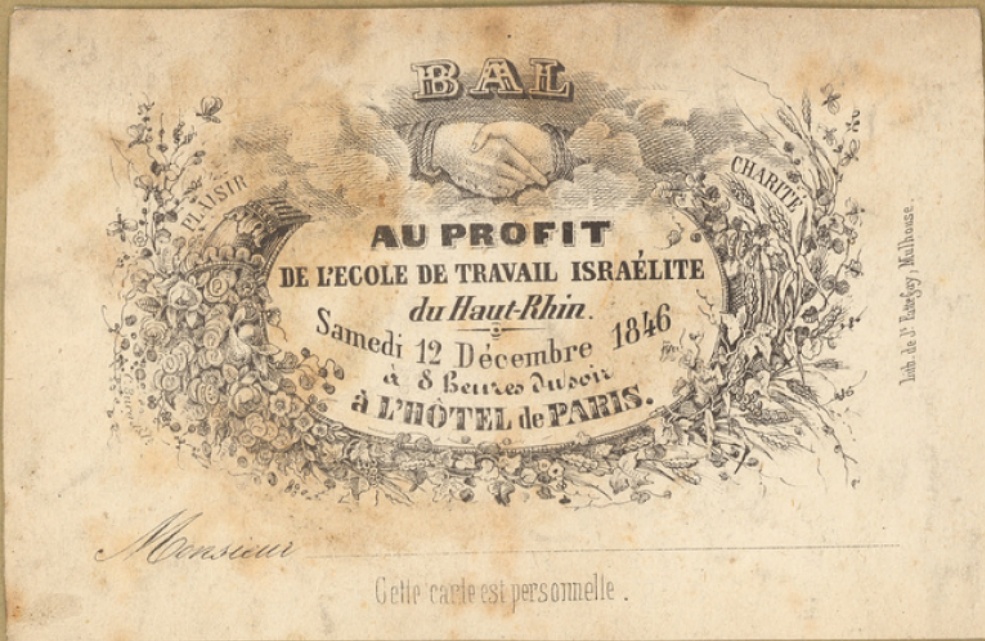 BAL
PLAISIR
CHARITÉ
AU PROFIT
DE L'ECOLE DE TRAVAIL ISRAÉLITE
du Haut-Rhin.
Samedi 12 Décembre 1846
à 8 heures du soir
à L'HÔTEL de PARIS.
Lith. de Jn. Mulhouse.
Monsieur
Cette carte est personnelle.